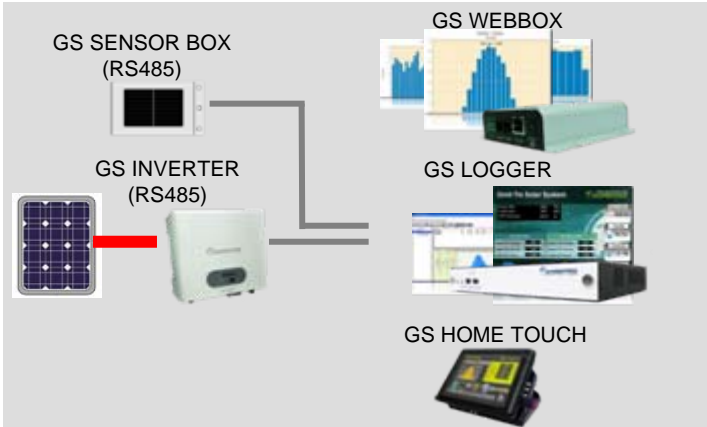 GS WEBBOX
GS SENSOR BOX
(RS485)
GS INVERTER
(RS485)
GS LOGGER
GS HOME TOUCH